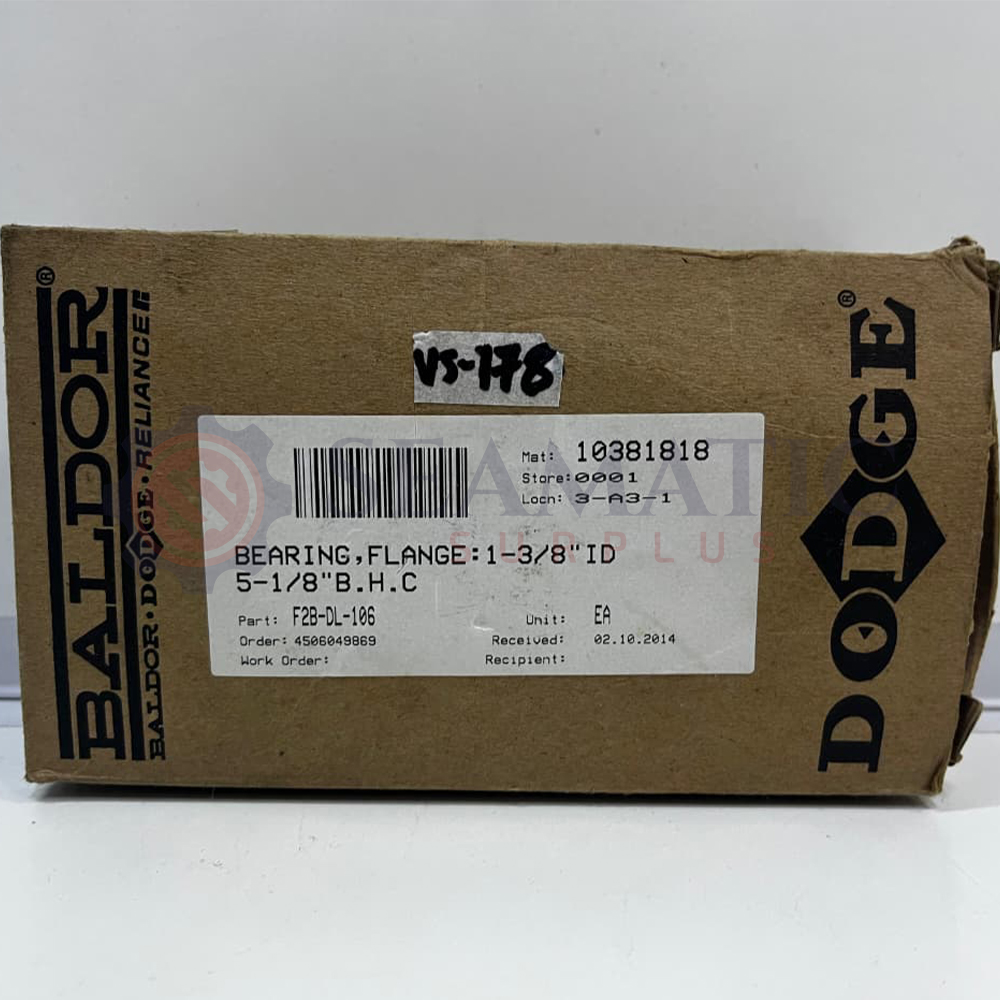 BALDOR®
BALDOR·DODGE·RELIANCE
VS-178
DODGE®
Mat: 10381818
Store:0001
Locn: 3-A3-1
BEARING,FLANGE:1-3/8"ID
5-1/8"B.H.C
Part: F2B-DL-106
Unit: EA
Order: 4506049869
Received: 02.10.2014
Work Order:
Recipient:
SEAMATIC
SURPLUS